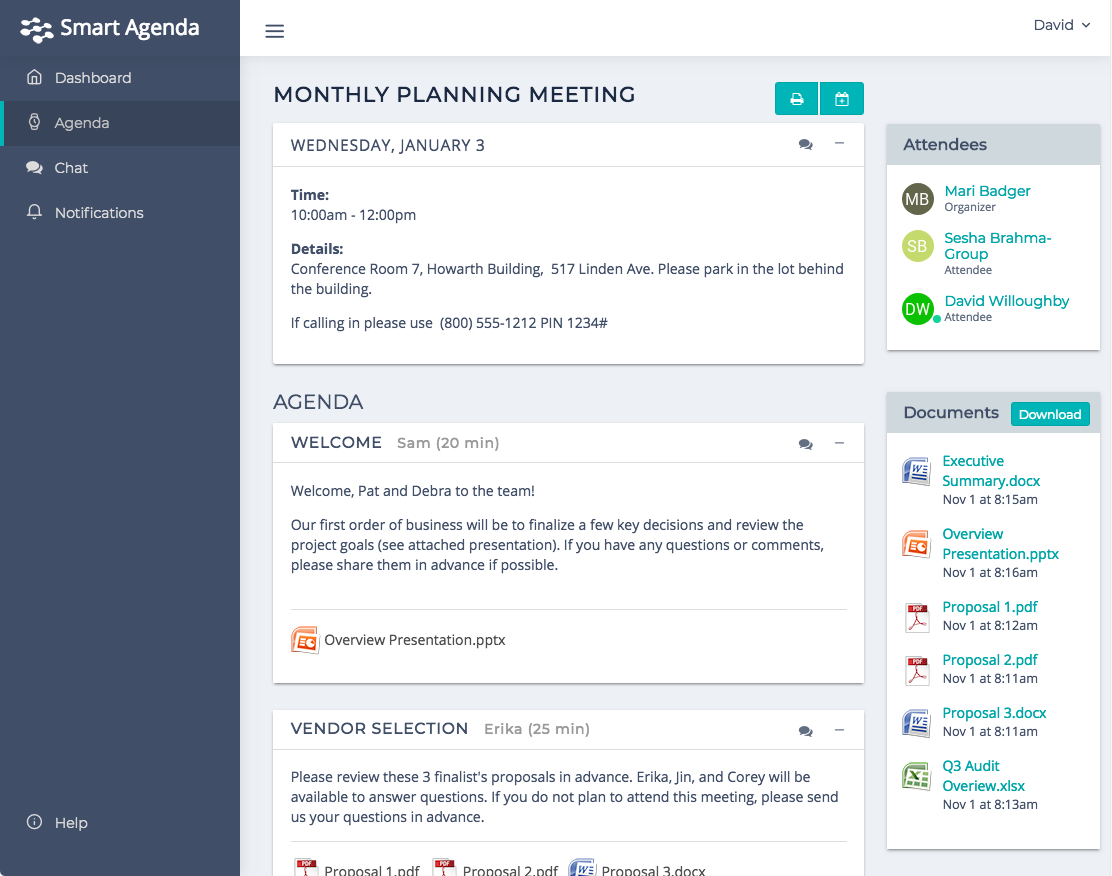 Smart Agenda
David
Dashboard
Agenda
Chat
Notifications
Help
MONTHLY PLANNING MEETING
WEDNESDAY, JANUARY 3
Time:
10:00am - 12:00pm
Details:
Conference Room 7, Howarth Building,  517 Linden Ave. Please park in the lot behind
the building.
If calling in please use  (800) 555-1212 PIN 1234#
AGENDA
WELCOME Sam (20 min)
Welcome, Pat and Debra to the team!
Our first order of business will be to finalize a few key decisions and review the
project goals (see attached presentation). If you have any questions or comments,
please share them in advance if possible.
Overview Presentation.pptx
VENDOR SELECTION Erika (25 min)
Please review these 3 finalist's proposals in advance. Erika, Jin, and Corey will be
available to answer questions. If you do not plan to attend this meeting, please send
us your questions in advance.
PDF Proposal 1.pdf PDF Proposal 2.pdf W Proposal 3.docx
Attendees
MB Mari Badger
Organizer
SB Sesha Brahma-
Group
Attendee
DW David Willoughby
Attendee
Documents Download
W Executive
Summary.docx
Nov 1 at 8:15am
Overview
Presentation.pptx
Nov 1 at 8:16am
PDF Proposal 1.pdf
Nov 1 at 8:12am
PDF Proposal 2.pdf
Nov 1 at 8:11am
W Proposal 3.docx
Nov 1 at 8:11am
X Q3 Audit
Overiew.xlsx
Nov 1 at 8:13am